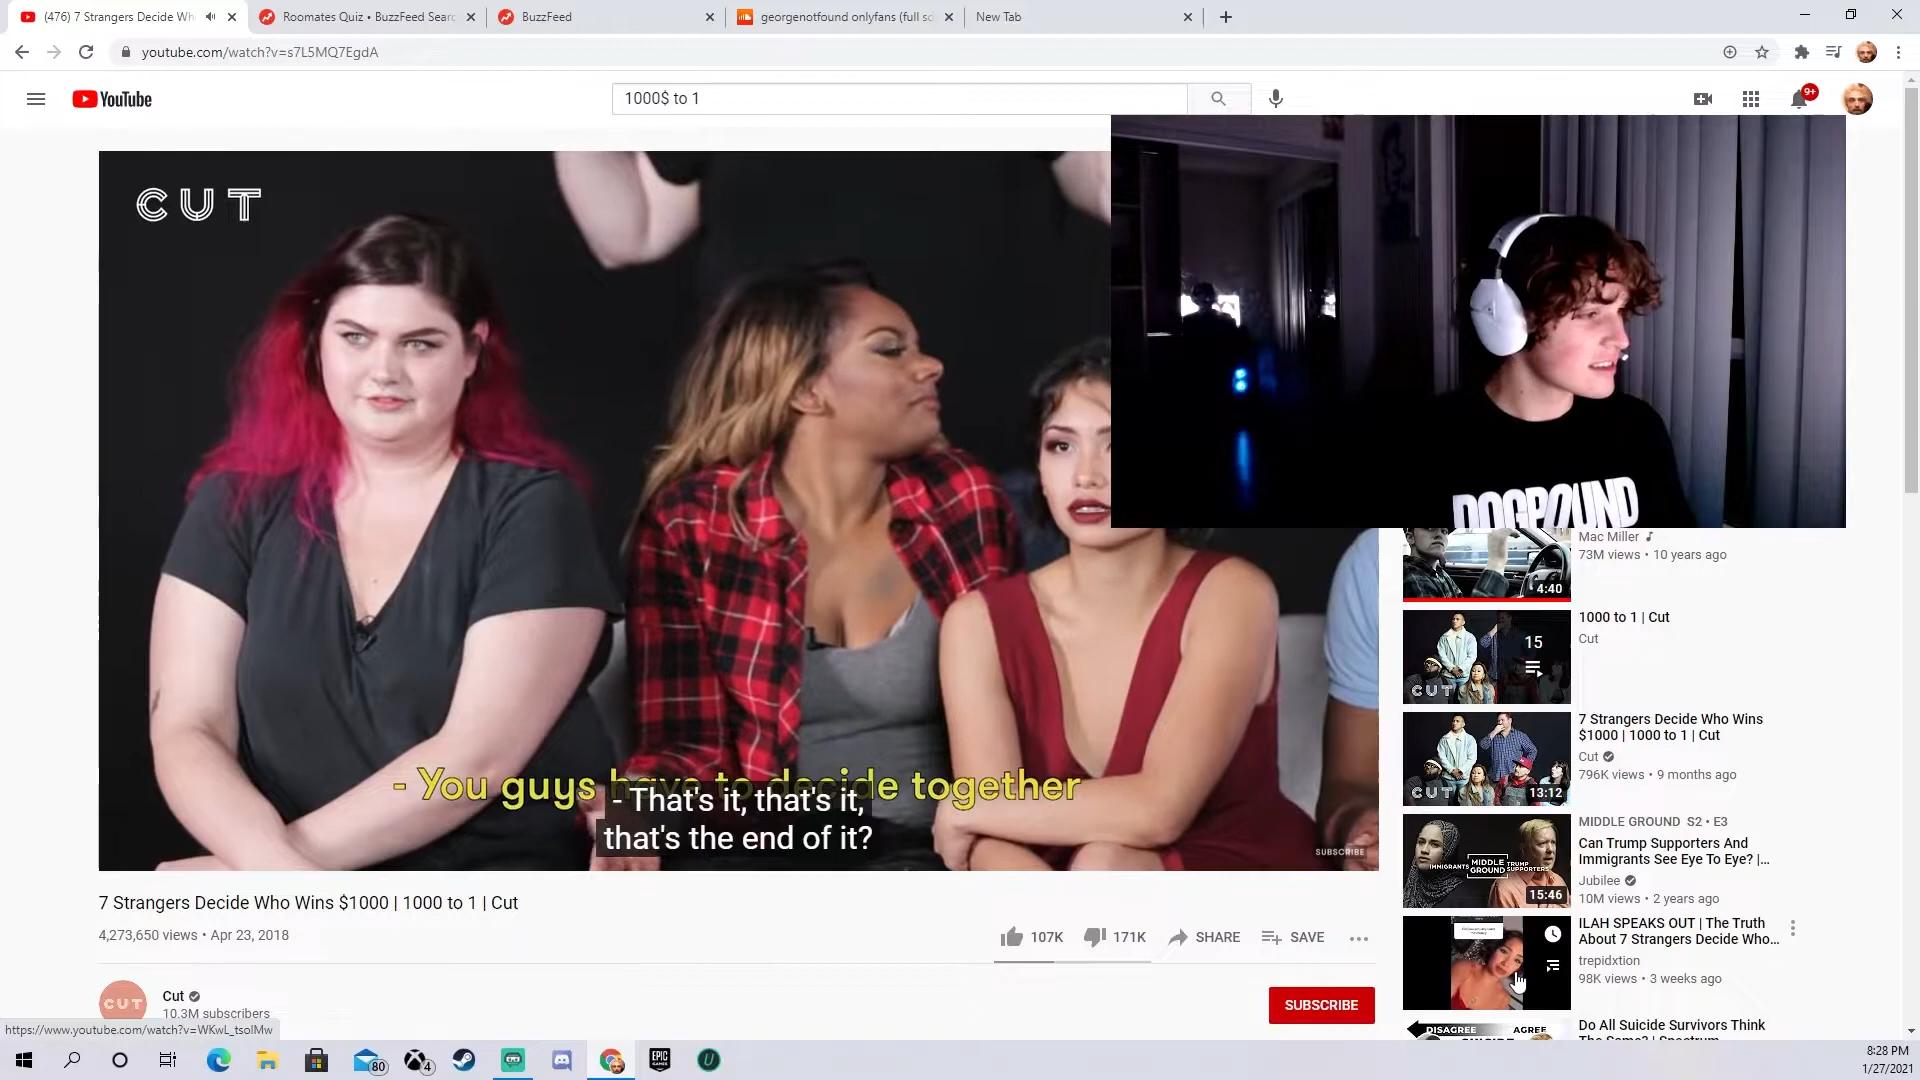 (476) 7 Strangers Decide Wh
Roomates Quiz • BuzzFeed Searc
BuzzFeed
georgenotfound onlyfans (full so
New Tab
youtube.com/watch?v=s7L5MQ7EgdA
YouTube
1000$ to 1
9+
CUT
DOGPOUND
- You guys have to decide together
- That's it, that's it,
that's the end of it?
SUBSCRIBE
Mac Miller
73M views • 10 years ago
4:40
1000 to 1 | Cut
Cut
15
CUT
7 Strangers Decide Who Wins
$1000 | 1000 to 1 | Cut
Cut
796K views • 9 months ago
CUT
13:12
MIDDLE GROUND S2 • E3
Can Trump Supporters And
Immigrants See Eye To Eye? |...
Jubilee
10M views • 2 years ago
IMMIGRANTS
MIDDLE
GROUND
TRUMP
SUPPORTERS
15:46
ILAH SPEAKS OUT | The Truth
About 7 Strangers Decide Who...
trepidxtion
98K views • 3 weeks ago
DISAGREE
AGREE
Do All Suicide Survivors Think
The Same? | Spectrum
7 Strangers Decide Who Wins $1000 | 1000 to 1 | Cut
4,273,650 views • Apr 23, 2018
107K
171K
SHARE
SAVE
CUT
Cut
10.3M subscribers
SUBSCRIBE
https://www.youtube.com/watch?v=WKwL_tsolMw
80
4
EPIC
GAMES
U
8:28 PM
1/27/2021